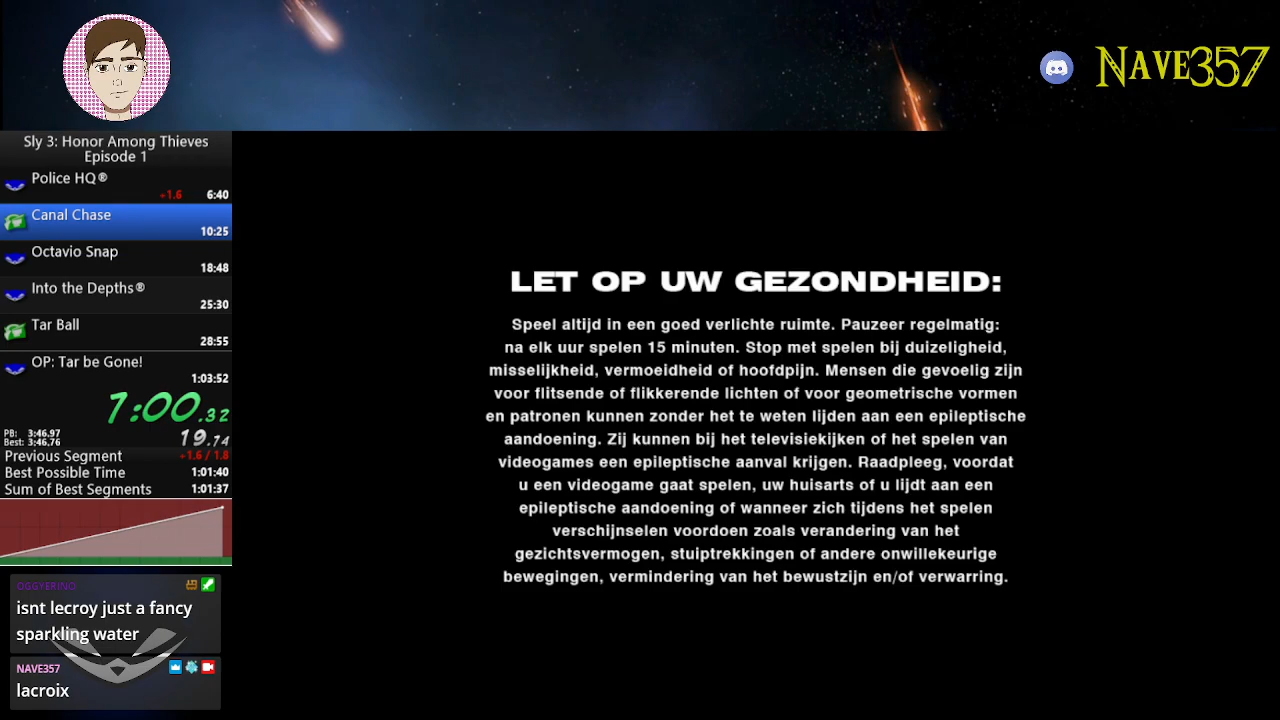 NAVE357
Sly 3: Honor Among Thieves
Episode 1
Police HQ®
+1.6 6:40
Canal Chase
10:25
Octavio Snap
18:48
Into the Depths®
25:30
Tar Ball
28:55
OP: Tar be Gone!
1:03:52
7:00.32
PB: 3:46.97
Best: 3:46.76
19.74
Previous Segment +1.6 / 1.8
Best Possible Time 1:01:40
Sum of Best Segments 1:01:37
OGGYERINO
isnt lecroy just a fancy
sparkling water
NAVE357
lacroix
LET OP UW GEZONDHEID:
Speel altijd in een goed verlichte ruimte. Pauzeer regelmatig:
na elk uur spelen 15 minuten. Stop met spelen bij duizeligheid,
misselijkheid, vermoeidheid of hoofdpijn. Mensen die gevoelig zijn
voor flitsende of flikkerende lichten of voor geometrische vormen
en patronen kunnen zonder het te weten lijden aan een epileptische
aandoening. Zij kunnen bij het televisiekijken of het spelen van
videogames een epileptische aanval krijgen. Raadpleeg, voordat
u een videogame gaat spelen, uw huisarts of u lijdt aan een
epileptische aandoening of wanneer zich tijdens het spelen
verschijnselen voordoen zoals verandering van het
gezichtsvermogen, stuiptrekkingen of andere onwillekeurige
bewegingen, vermindering van het bewustzijn en/of verwarring.